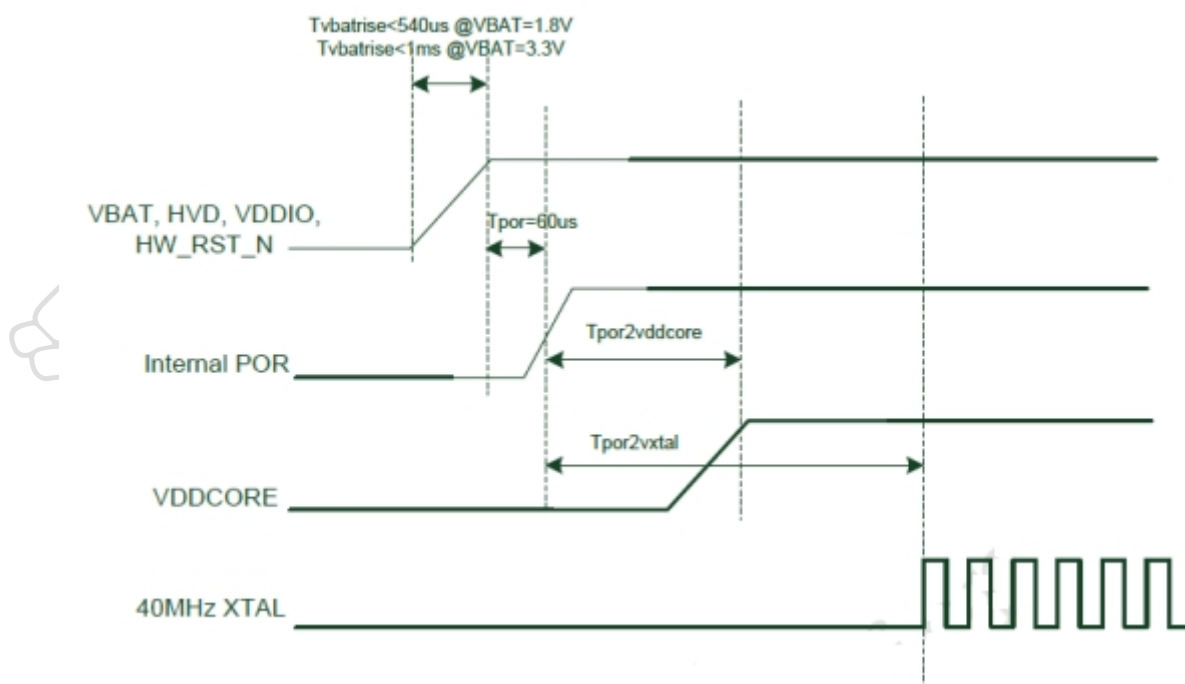 Tvbatrise<540us @VBAT=1.8V
Tvbatrise<1ms @VBAT=3.3V
VBAT, HVD, VDDIO,
HW_RST_N
Tpor=60us
Internal POR
Tpor2vddcore
Tpor2vxtal
VDDCORE
40MHz XTAL